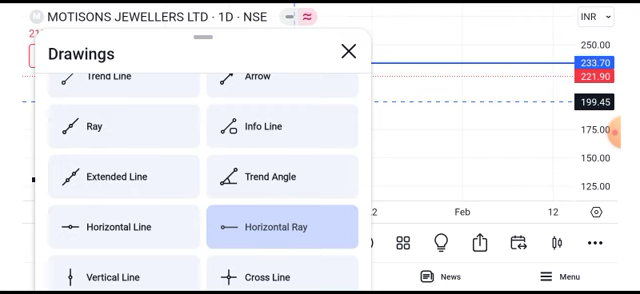 M MOTISONS JEWELLERS LTD · 1D · NSE
INR
Drawings
Trend Line
Arrow
Ray
Info Line
Extended Line
Trend Angle
Horizontal Line
Horizontal Ray
Vertical Line
Cross Line
250.00
233.70
221.90
199.45
175.00
150.00
125.00
Feb
12
News
Menu